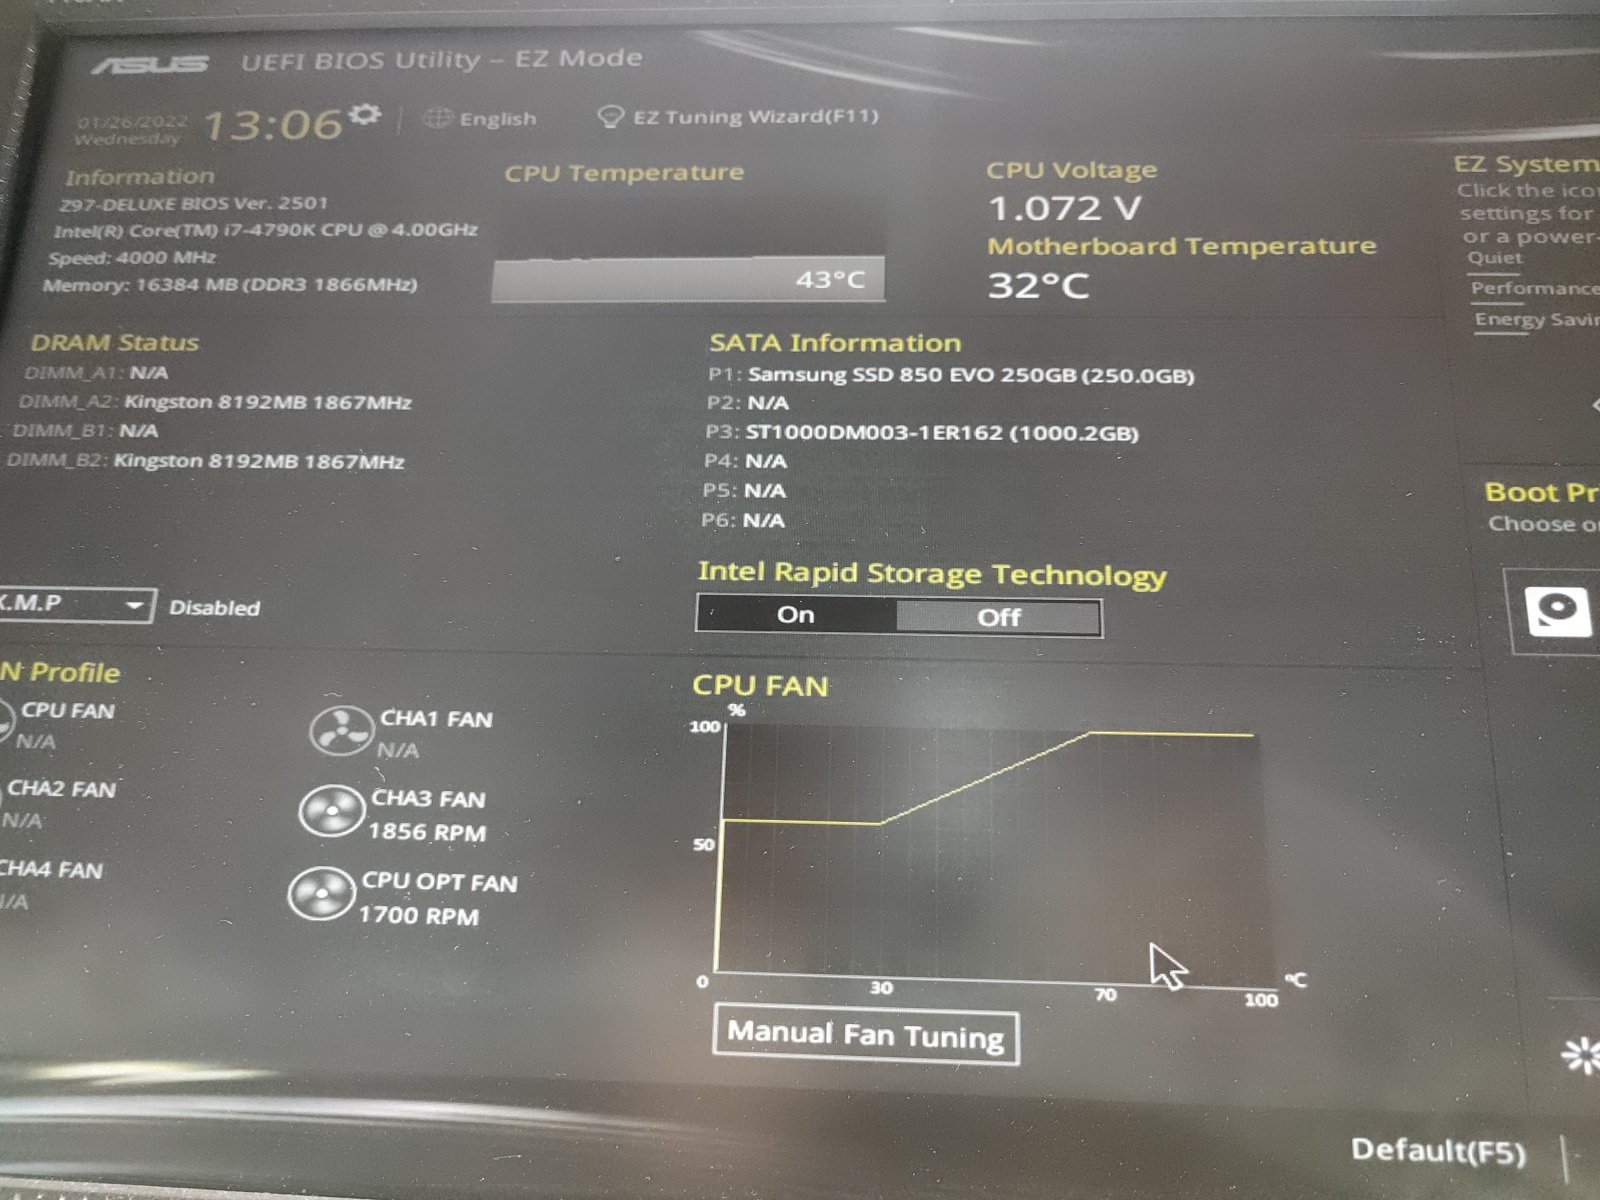 ASUS UEFI BIOS Utility – EZ Mode
01/26/2022
Wednesday
13:06
English
EZ Tuning Wizard(F11)
Information
Z97-DELUXE BIOS Ver. 2501
Intel(R) Core(TM) i7-4790K CPU @ 4.00GHz
Speed: 4000 MHz
Memory: 16384 MB (DDR3 1866MHz)
CPU Temperature
43°C
CPU Voltage
1.072 V
Motherboard Temperature
32°C
EZ System
Click the ico
settings for
or a power-
Quiet
Performance
Energy Savin
DRAM Status
DIMM_A1: N/A
DIMM_A2: Kingston 8192MB 1867MHz
DIMM_B1: N/A
DIMM_B2: Kingston 8192MB 1867MHz
SATA Information
P1: Samsung SSD 850 EVO 250GB (250.0GB)
P2: N/A
P3: ST1000DM003-1ER162 (1000.2GB)
P4: N/A
P5: N/A
P6: N/A
Boot Pr
Choose o
X.M.P
Disabled
Intel Rapid Storage Technology
On
Off
N Profile
CPU FAN
N/A
CHA1 FAN
N/A
CHA2 FAN
N/A
CHA3 FAN
1856 RPM
CHA4 FAN
N/A
CPU OPT FAN
1700 RPM
CPU FAN
%
100
50
0
30
70
100
°C
Manual Fan Tuning
Default(F5)